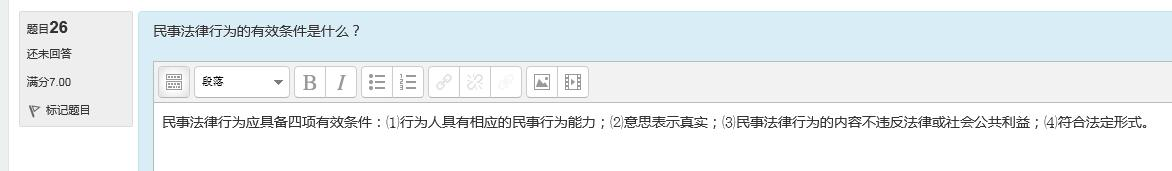 题目26
还未回答
满分7.00
标记题目
民事法律行为的有效条件是什么？
段落
B I
民事法律行为应具备四项有效条件：⑴行为人具有相应的民事行为能力；⑵意思表示真实；⑶民事法律行为的内容不违反法律或社会公共利益；⑷符合法定形式。